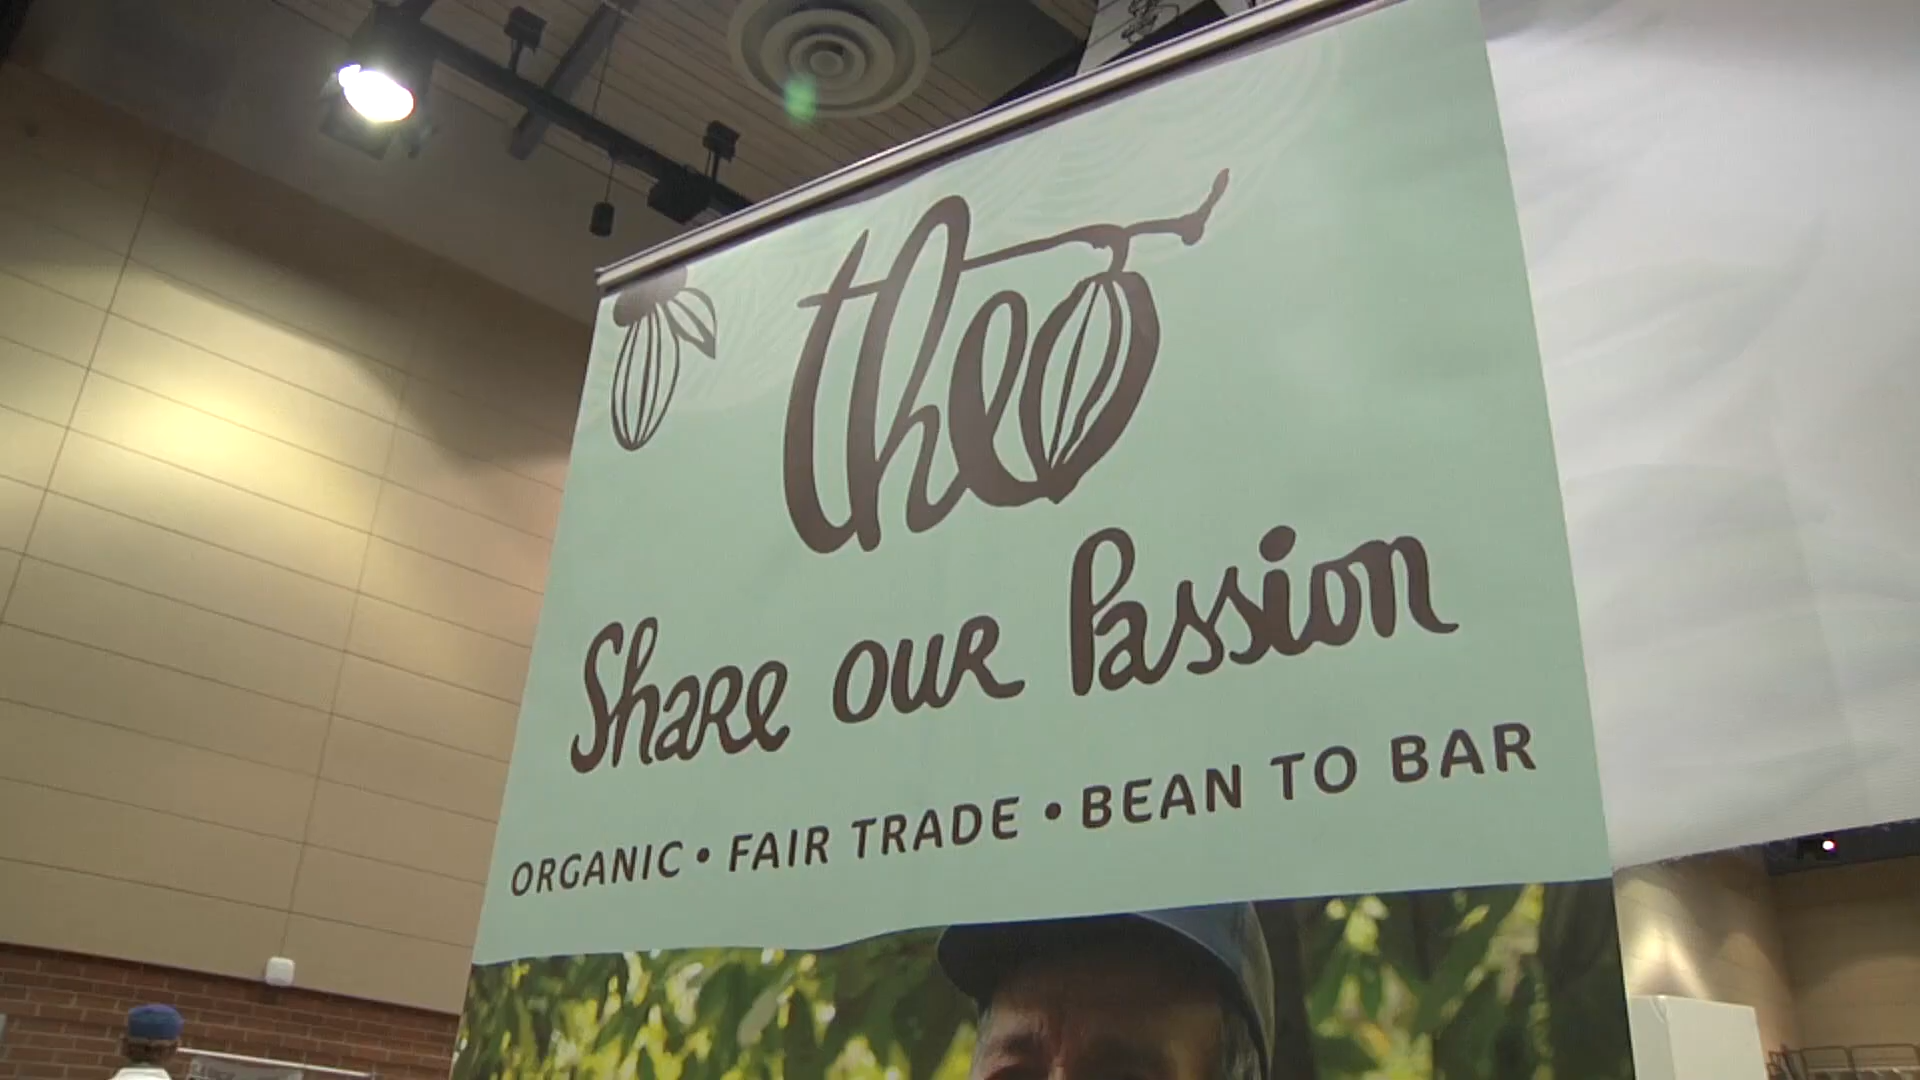 theo
Share our Passion
ORGANIC • FAIR TRADE • BEAN TO BAR